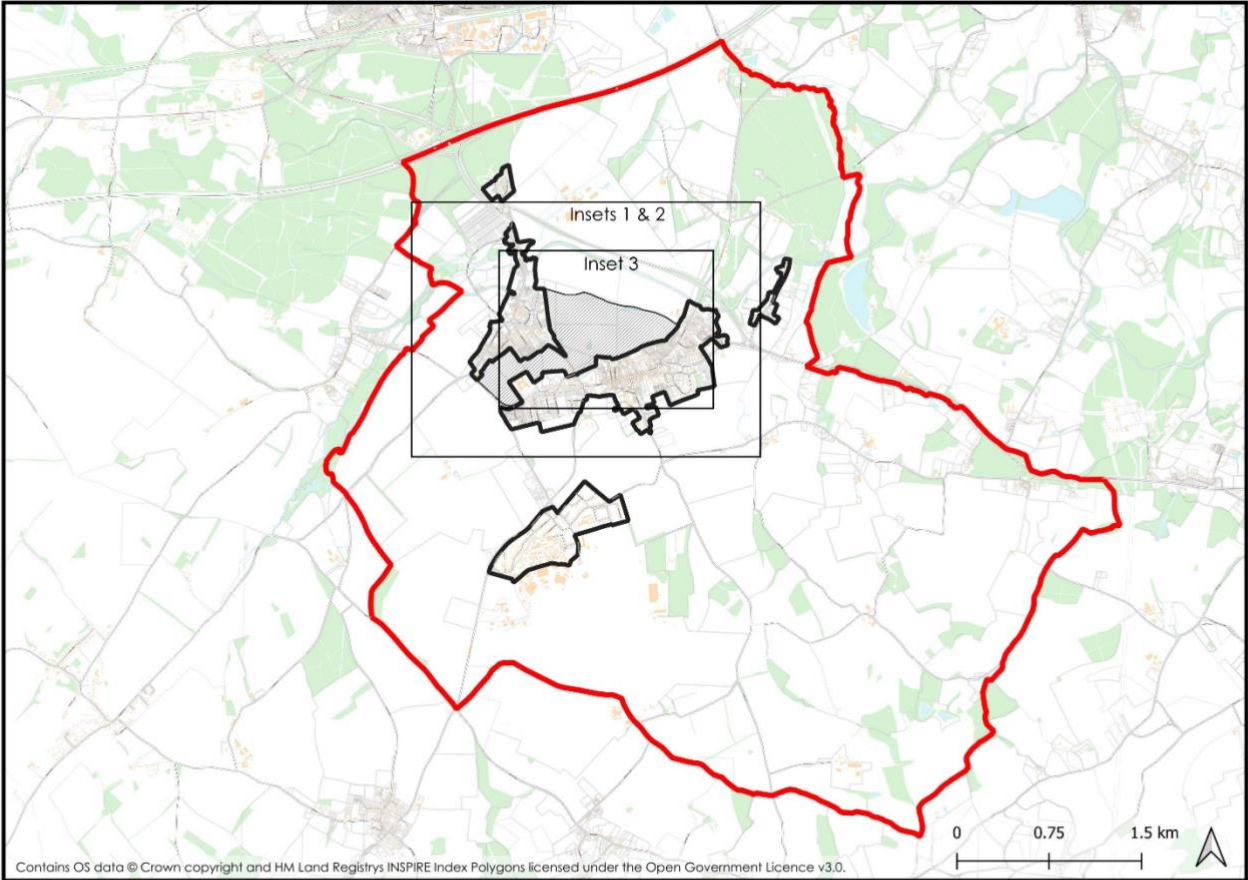 Insets 1 & 2
Inset 3
0 0.75 1.5 km
Contains OS data © Crown copyright and HM Land Registrys INSPIRE Index Polygons licensed under the Open Government Licence v3.0.